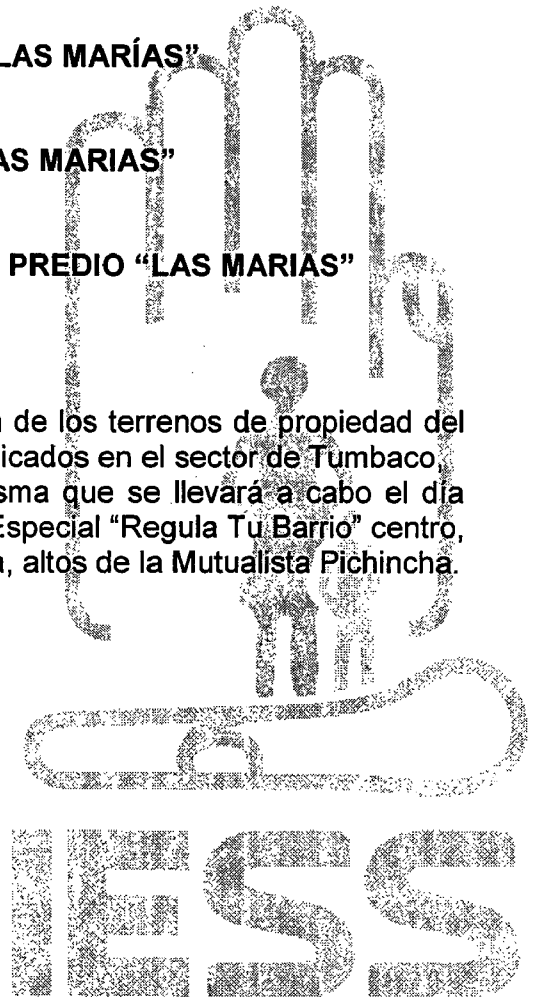 LAS MARÍAS”
AS MARIAS”
PREDIO “LAS MARIAS”
de los terrenos de propiedad del
icados en el sector de Tumbaco,
sma que se llevará a cabo el día
Especial “Regula Tu Barrio” centro,
a, altos de la Mutualista Pichincha.
IESS